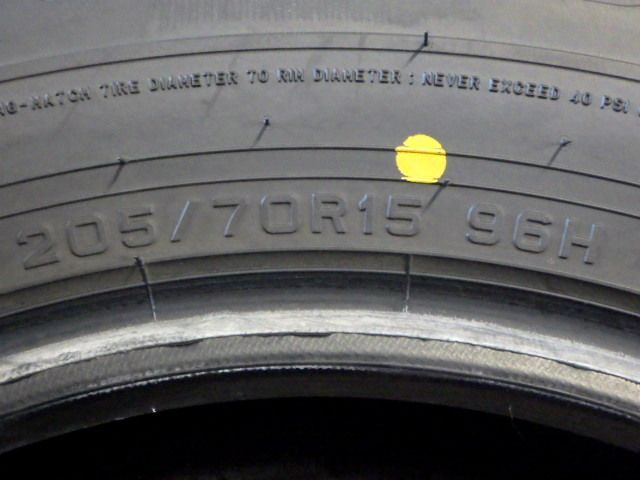 -MATCH TIRE DIAMETER TO RIM DIAMETER : NEVER EXCEED 40 PSI
205/70R15 96H